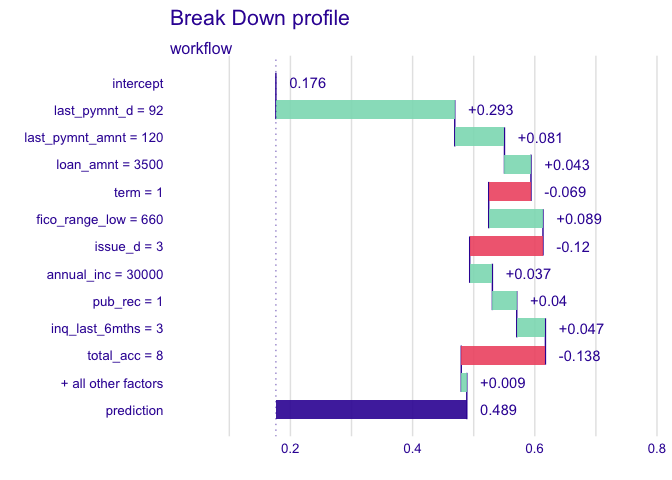 Break Down profile
workflow
intercept 0.176
last_pymnt_d = 92 +0.293
last_pymnt_amnt = 120 +0.081
loan_amnt = 3500 +0.043
term = 1 -0.069
fico_range_low = 660 +0.089
issue_d = 3 -0.12
annual_inc = 30000 +0.037
pub_rec = 1 +0.04
inq_last_6mths = 3 +0.047
total_acc = 8 -0.138
+ all other factors +0.009
prediction 0.489
0.2 0.4 0.6 0.8